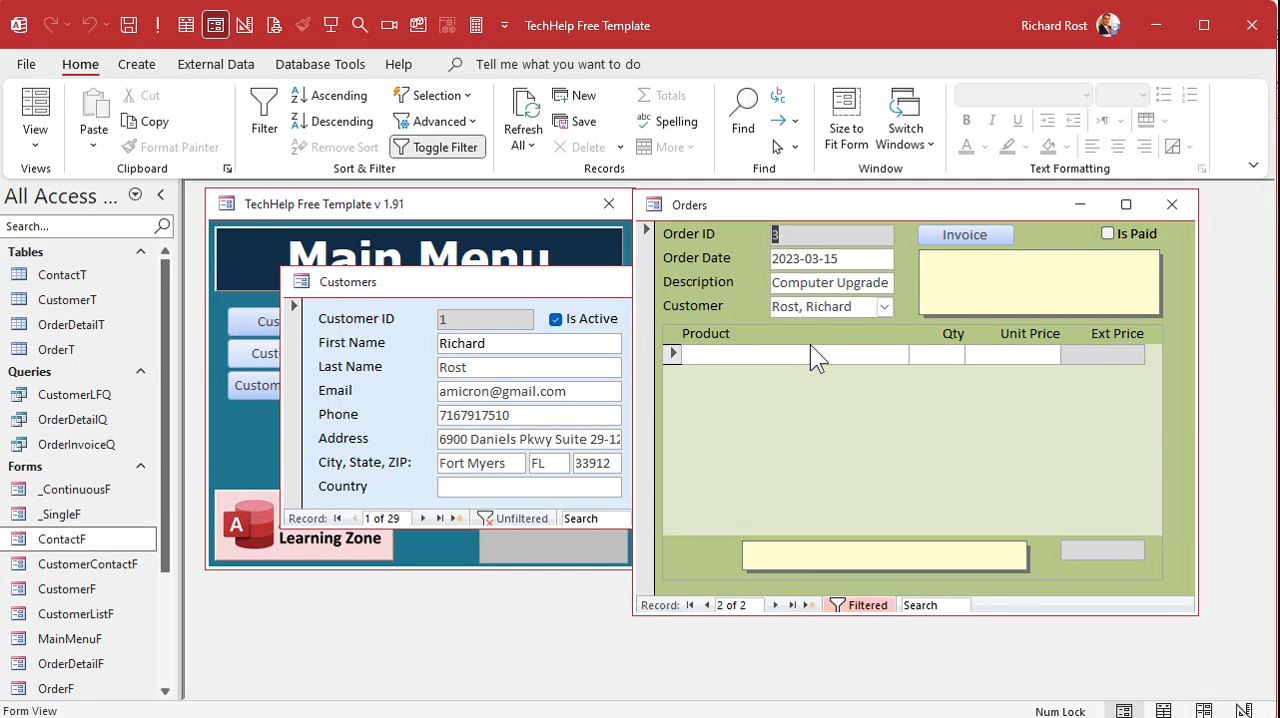 TechHelp Free Template
Richard Rost
File Home Create External Data Database Tools Help Tell me what you want to do
View
Views
Paste
Cut
Copy
Format Painter
Clipboard
Filter
Ascending
Descending
Remove Sort
Selection
Advanced
Toggle Filter
Sort & Filter
Refresh All
New
Save
Delete
Totals
Spelling
More
Records
Find
Find
Size to Fit Form
Switch Windows
Window
B I U
A
Text Formatting
All Access ...
Search...
Tables
ContactT
CustomerT
OrderDetailT
OrderT
Queries
CustomerLFQ
OrderDetailQ
OrderInvoiceQ
Forms
_ContinuousF
_SingleF
ContactF
CustomerContactF
CustomerF
CustomerListF
MainMenuF
OrderDetailF
OrderF
TechHelp Free Template v 1.91
Main Menu
Cus
Cust
Custom
A
Learning Zone
Customers
Customer ID 1 Is Active
First Name Richard
Last Name Rost
Email amicron@gmail.com
Phone 7167917510
Address 6900 Daniels Pkwy Suite 29-12
City, State, ZIP: Fort Myers FL 33912
Country
Record: 1 of 29 Unfiltered Search
Orders
Order ID 3 Invoice Is Paid
Order Date 2023-03-15
Description Computer Upgrade
Customer Rost, Richard
Product Qty Unit Price Ext Price
Record: 2 of 2 Filtered Search
Form View
Num Lock